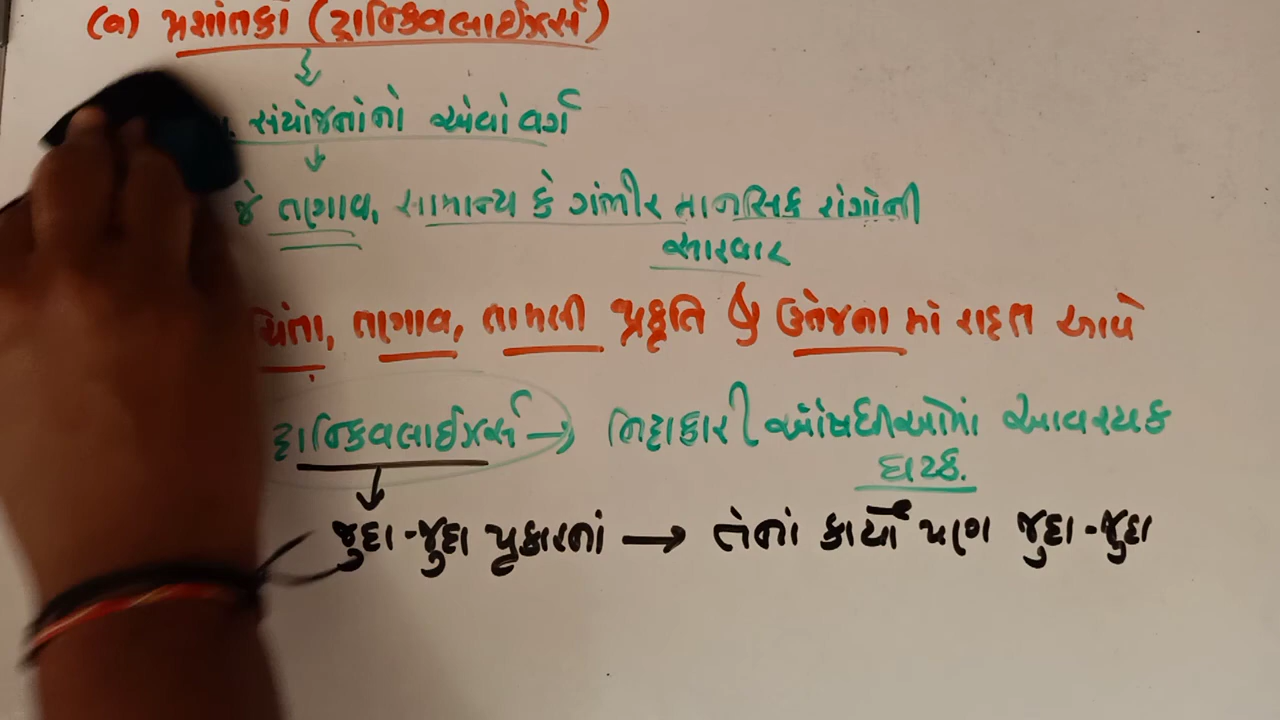 (a) પ્રશાંતકો (ટ્રાન્કિવલાઈઝર્સ)
સંયોજનોનો એવો વર્ગ
જે તણાવ, સામાન્ય કે ગંભીર માનસિક રોગોની
સારવાર
ચિંતા, તણાવ, તામસી પ્રકૃતિ ઉત્તેજના માં રાહત આપે
ટ્રાન્કિવલાઈઝર્સ → નિદ્રાકારી ઔષધીઓમાં આવશ્યક
ઘટક.
જુદા-જુદા પ્રકારનાં → તેનાં કાર્યો પણ જુદા-જુદા